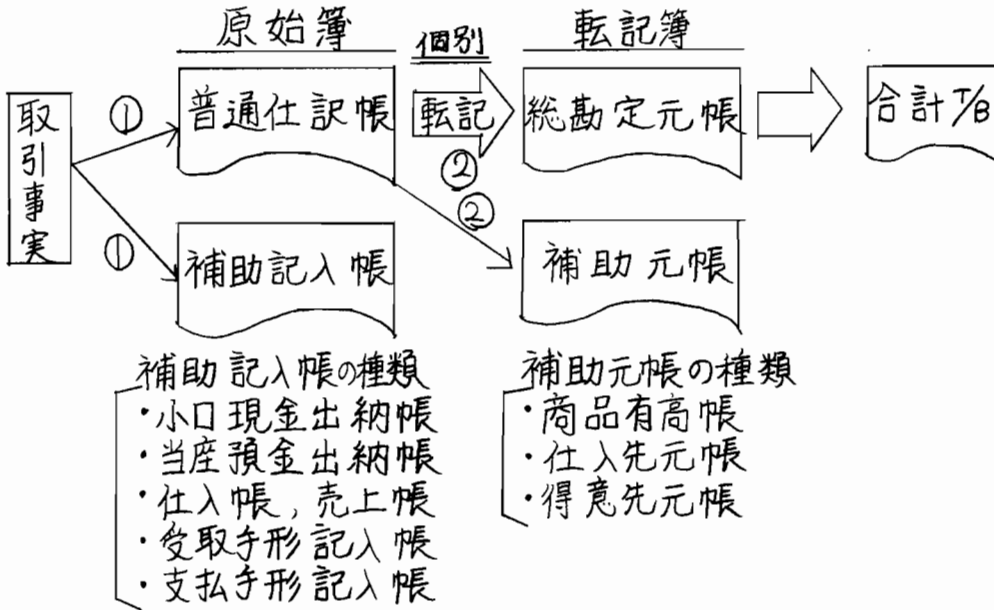 原始簿
個別
転記簿
取引事実
①
普通仕訳帳
転記
総勘定元帳
合計T/B
②
②
①
補助記入帳
補助元帳
補助記入帳の種類
・小口現金出納帳
・当座預金出納帳
・仕入帳，売上帳
・受取手形記入帳
・支払手形記入帳
補助元帳の種類
・商品有高帳
・仕入先元帳
・得意先元帳